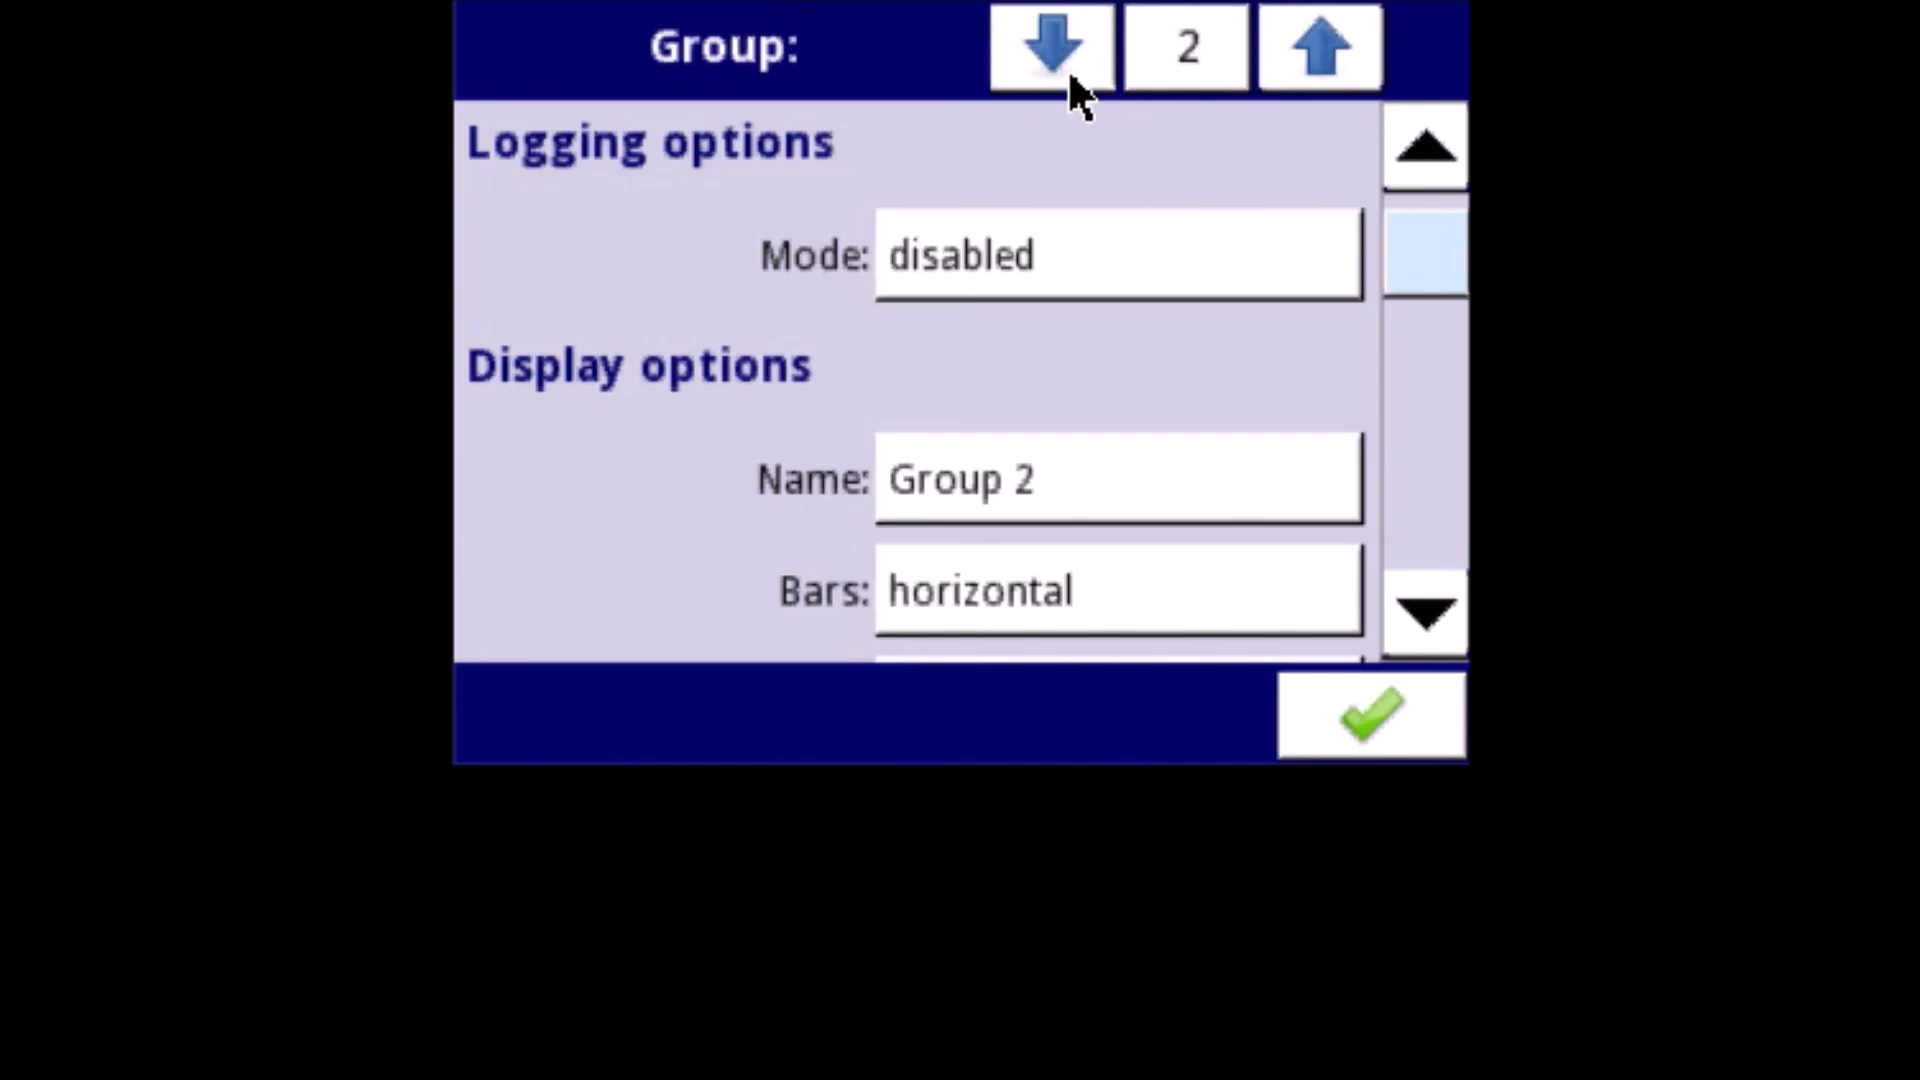 Group: 2
Logging options
Mode: disabled
Display options
Name: Group 2
Bars: horizontal